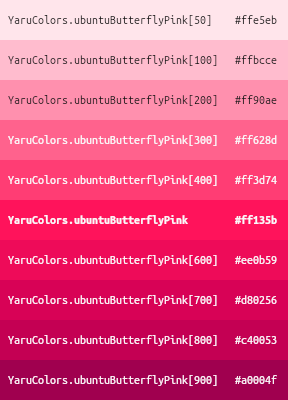 YaruColors.ubuntuButterflyPink[50] #ffe5eb
YaruColors.ubuntuButterflyPink[100] #ffbcce
YaruColors.ubuntuButterflyPink[200] #ff90ae
YaruColors.ubuntuButterflyPink[300] #ff628d
YaruColors.ubuntuButterflyPink[400] #ff3d74
YaruColors.ubuntuButterflyPink #ff135b
YaruColors.ubuntuButterflyPink[600] #ee0b59
YaruColors.ubuntuButterflyPink[700] #d80256
YaruColors.ubuntuButterflyPink[800] #c40053
YaruColors.ubuntuButterflyPink[900] #a0004f